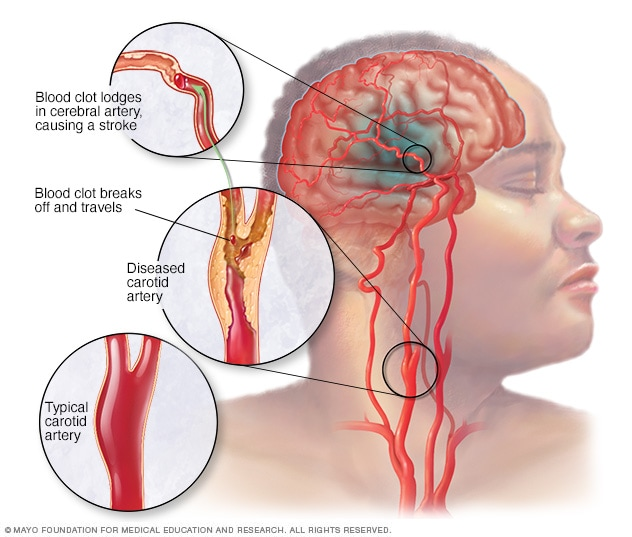 Blood clot lodges
in cerebral artery,
causing a stroke
Blood clot breaks
off and travels
Diseased
carotid
artery
Typical
carotid
artery
© MAYO FOUNDATION FOR MEDICAL EDUCATION AND RESEARCH. ALL RIGHTS RESERVED.